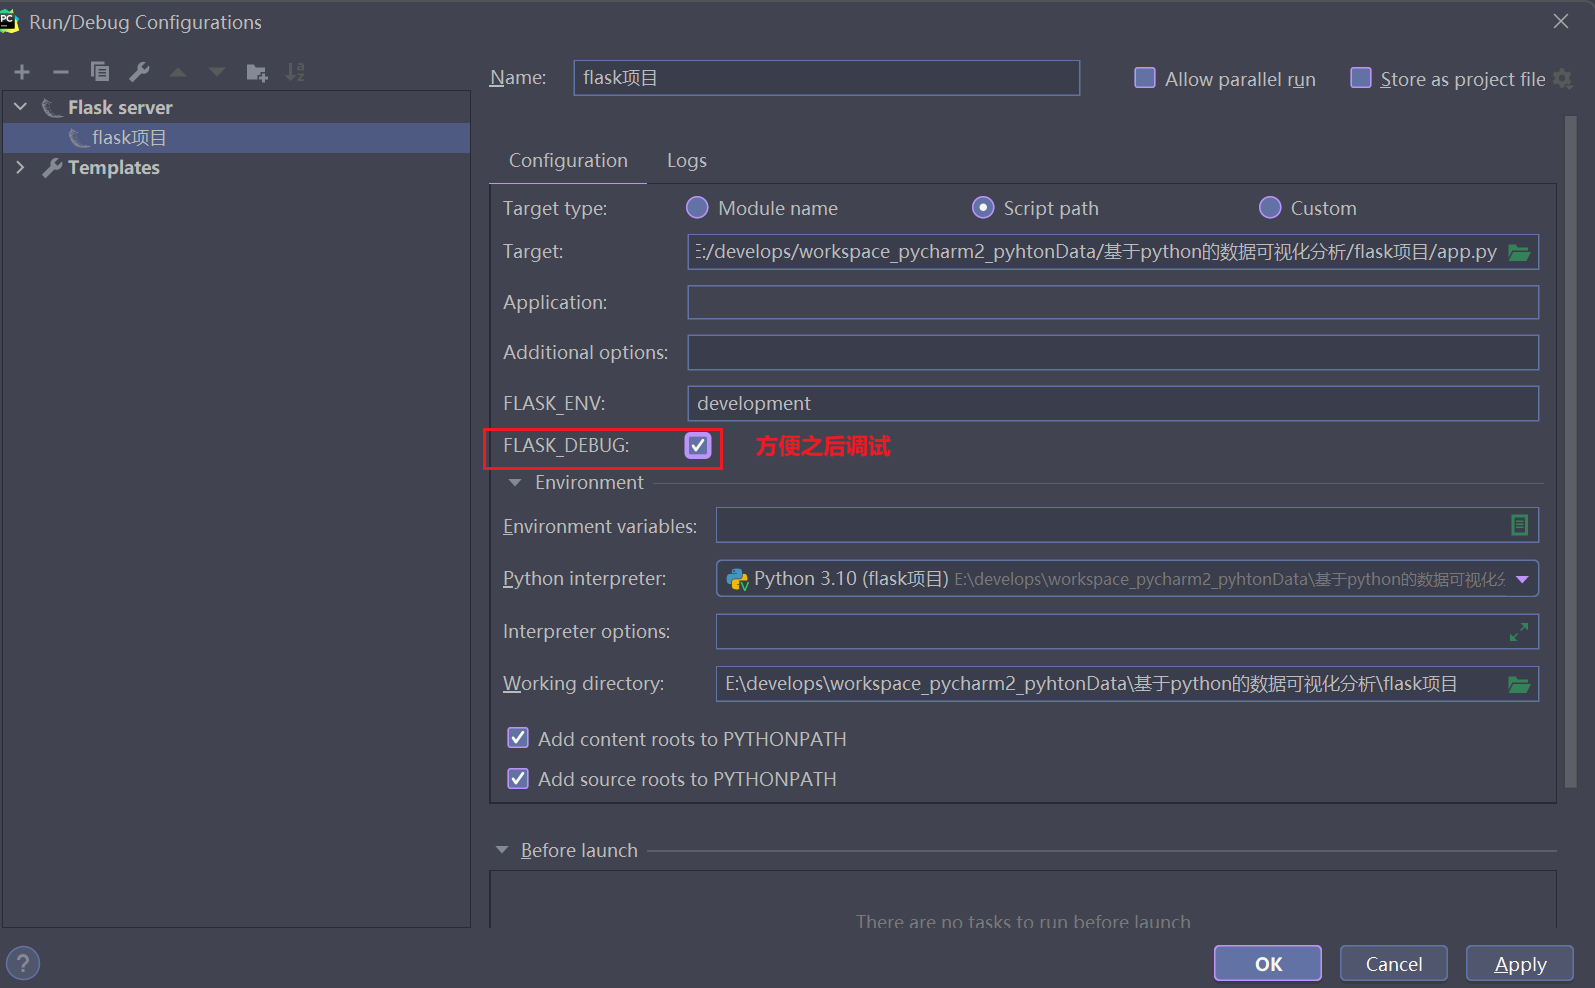 Run/Debug Configurations
Name: flask项目 Allow parallel run Store as project file
Flask server
flask项目
Templates
Configuration Logs
Target type: Module name Script path Custom
Target: E:/develops/workspace_pycharm2_pyhtonData/基于python的数据可视化分析/flask项目/app.py
Application:
Additional options:
FLASK_ENV: development
FLASK_DEBUG: 方便之后调试
Environment
Environment variables:
Python interpreter: Python 3.10 (flask项目) E:\develops\workspace_pycharm2_pyhtonData\基于python的数据可视化分
Interpreter options:
Working directory: E:\develops\workspace_pycharm2_pyhtonData\基于python的数据可视化分析\flask项目
Add content roots to PYTHONPATH
Add source roots to PYTHONPATH
Before launch
There are no tasks to run before launch
? OK Cancel Apply